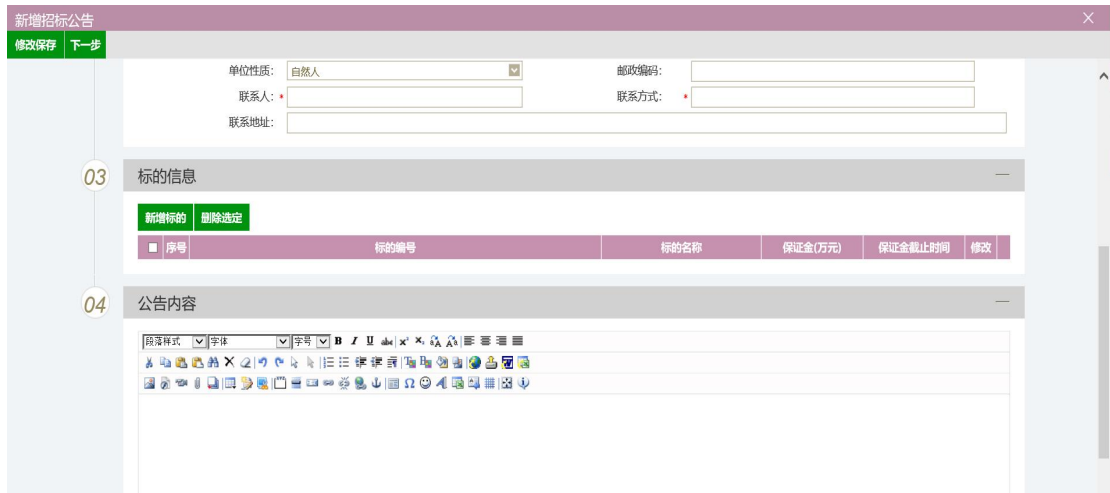 新增招标公告
修改保存 下一步
单位性质： 自然人 邮政编码：
联系人：* 联系方式： *
联系地址：
03 标的信息
新增标的 删除选定
序号 标的编号 标的名称 保证金(万元) 保证金截止时间 修改
04 公告内容
段落样式 字体 字号 B I U abc x² x₂